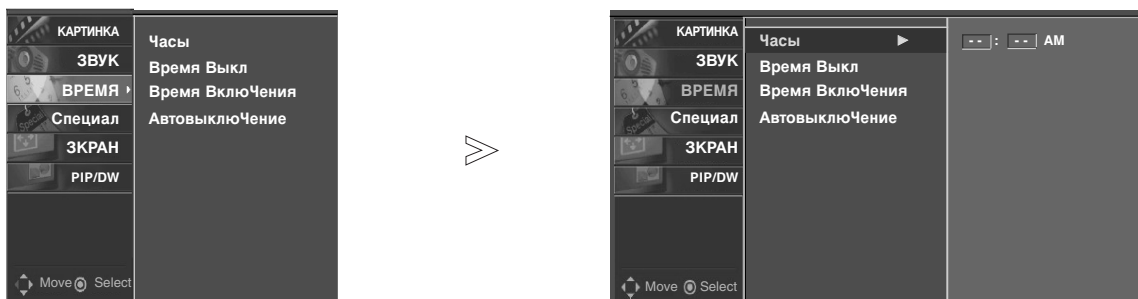 КАРТИНКА
ЗВУК
ВРЕМЯ
Специал
ЗКРАН
PIP/DW
Часы
Время Выкл
Время ВклюЧения
АвтовыклюЧение
Move Select
КАРТИНКА
ЗВУК
ВРЕМЯ
Специал
ЗКРАН
PIP/DW
Часы
Время Выкл
Время ВклюЧения
АвтовыклюЧение
- - : - - AM
Move Select